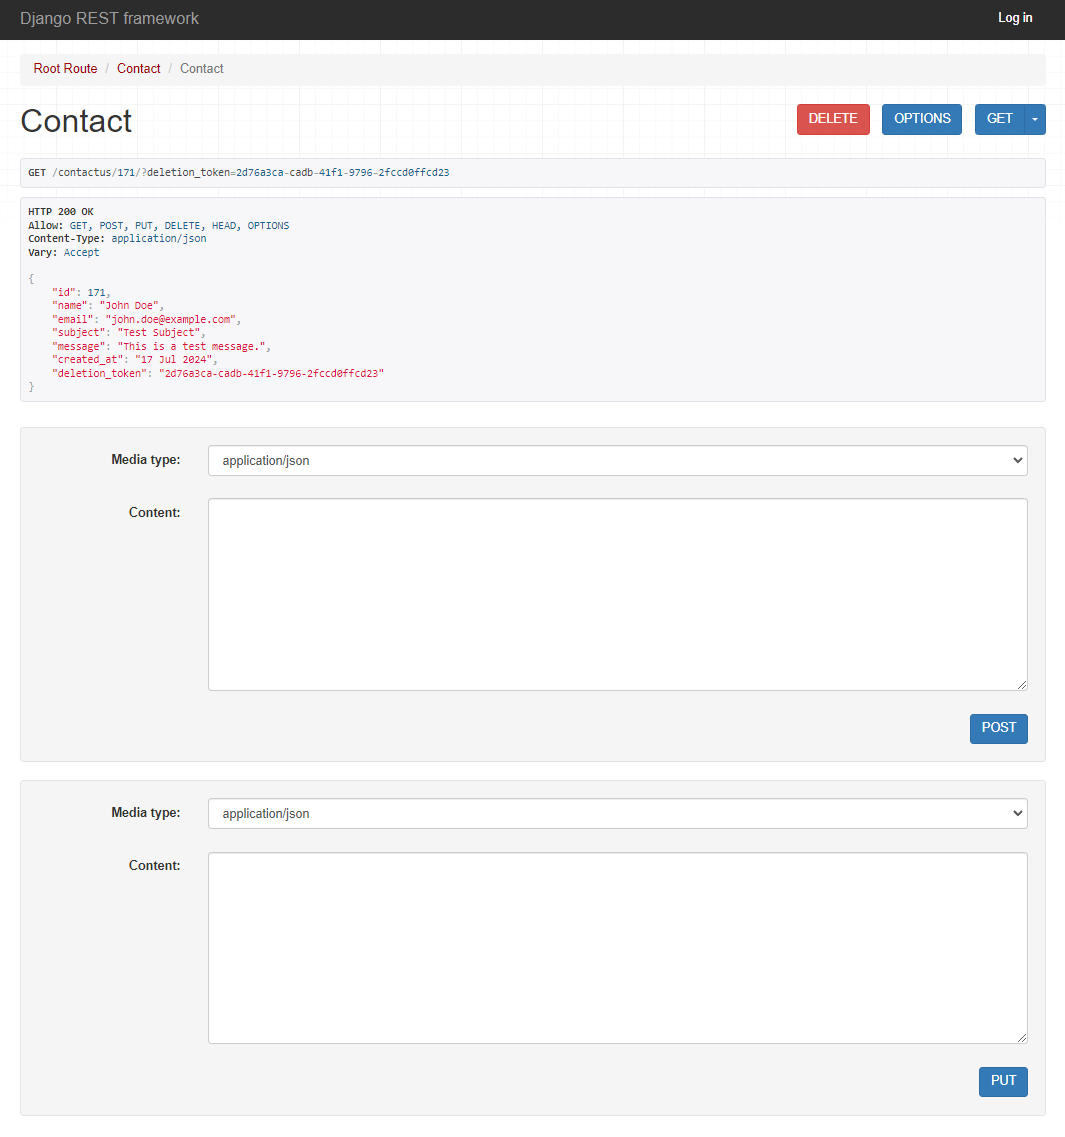 Django REST framework Log in
Root Route / Contact / Contact
Contact DELETE OPTIONS GET
GET /contactus/171/?deletion_token=2d76a3ca-cadb-41f1-9796-2fccd0ffcd23
HTTP 200 OK
Allow: GET, POST, PUT, DELETE, HEAD, OPTIONS
Content-Type: application/json
Vary: Accept
{
"id": 171,
"name": "John Doe",
"email": "john.doe@example.com",
"subject": "Test Subject",
"message": "This is a test message.",
"created_at": "17 Jul 2024",
"deletion_token": "2d76a3ca-cadb-41f1-9796-2fccd0ffcd23"
}
Media type: application/json
Content:
POST
Media type: application/json
Content:
PUT